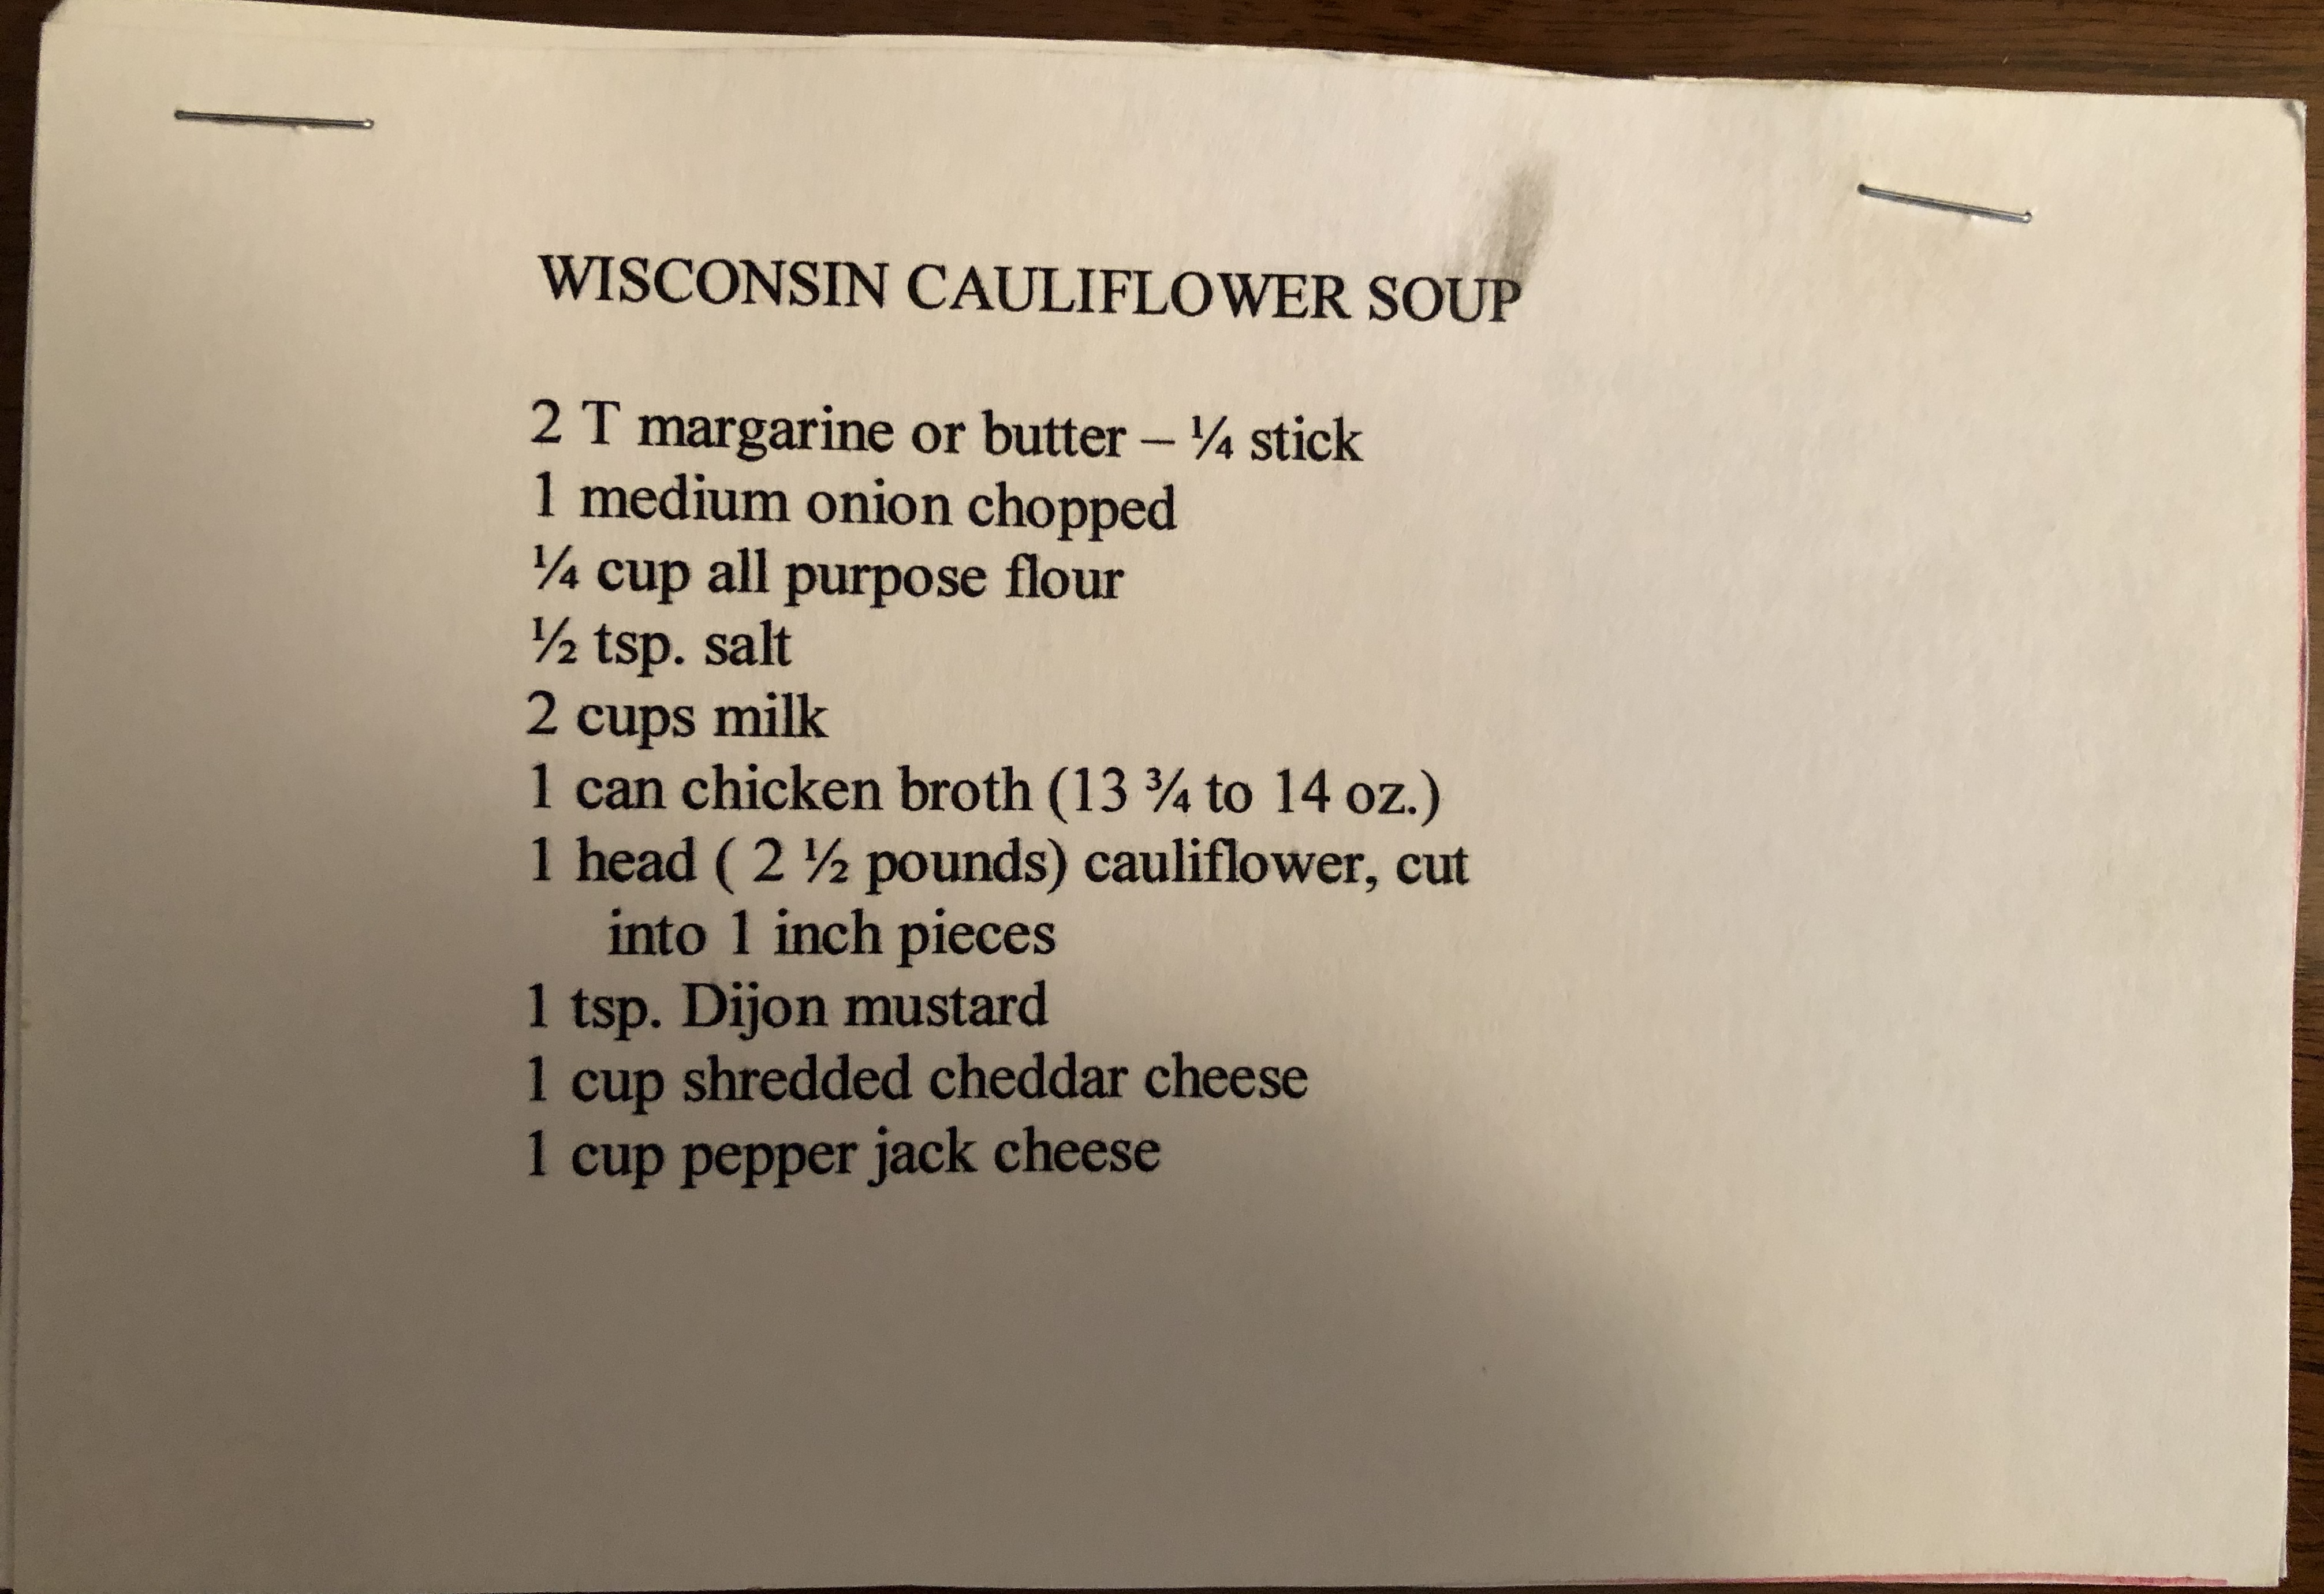 WISCONSIN CAULIFLOWER SOUP
2 T margarine or butter – ¼ stick
1 medium onion chopped
¼ cup all purpose flour
½ tsp. salt
2 cups milk
1 can chicken broth (13 ¾ to 14 oz.)
1 head ( 2 ½ pounds) cauliflower, cut
into 1 inch pieces
1 tsp. Dijon mustard
1 cup shredded cheddar cheese
1 cup pepper jack cheese